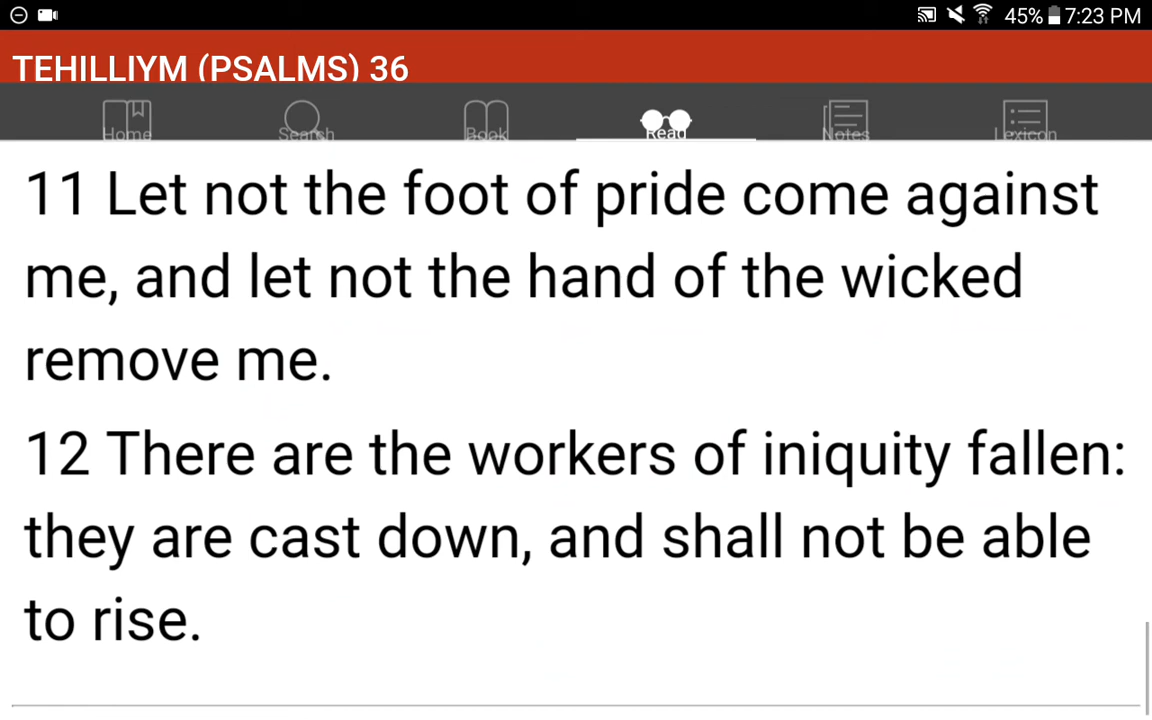 45% 7:23 PM
TEHILLIYM (PSALMS) 36
Home Search Book Read Notes Lexicon
11 Let not the foot of pride come against
me, and let not the hand of the wicked
remove me.
12 There are the workers of iniquity fallen:
they are cast down, and shall not be able
to rise.